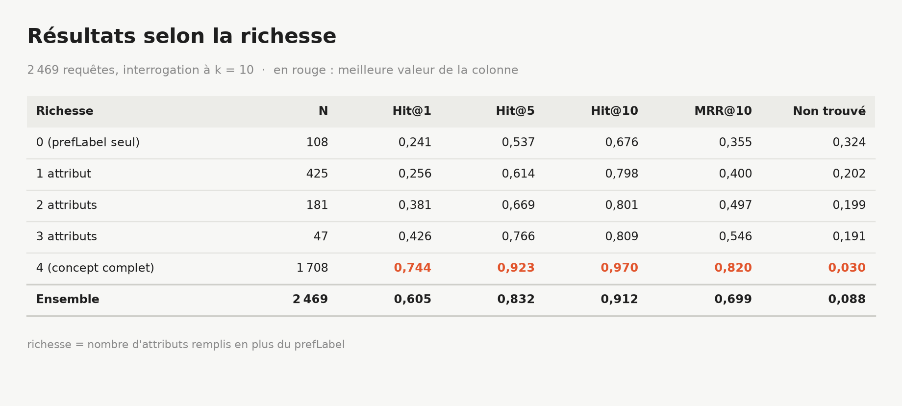 Résultats selon la richesse
2 469 requêtes, interrogation à k = 10 · en rouge : meilleure valeur de la colonne
Richesse N Hit@1 Hit@5 Hit@10 MRR@10 Non trouvé
0 (prefLabel seul) 108 0,241 0,537 0,676 0,355 0,324
1 attribut 425 0,256 0,614 0,798 0,400 0,202
2 attributs 181 0,381 0,669 0,801 0,497 0,199
3 attributs 47 0,426 0,766 0,809 0,546 0,191
4 (concept complet) 1 708 0,744 0,923 0,970 0,820 0,030
Ensemble 2 469 0,605 0,832 0,912 0,699 0,088
richesse = nombre d'attributs remplis en plus du prefLabel